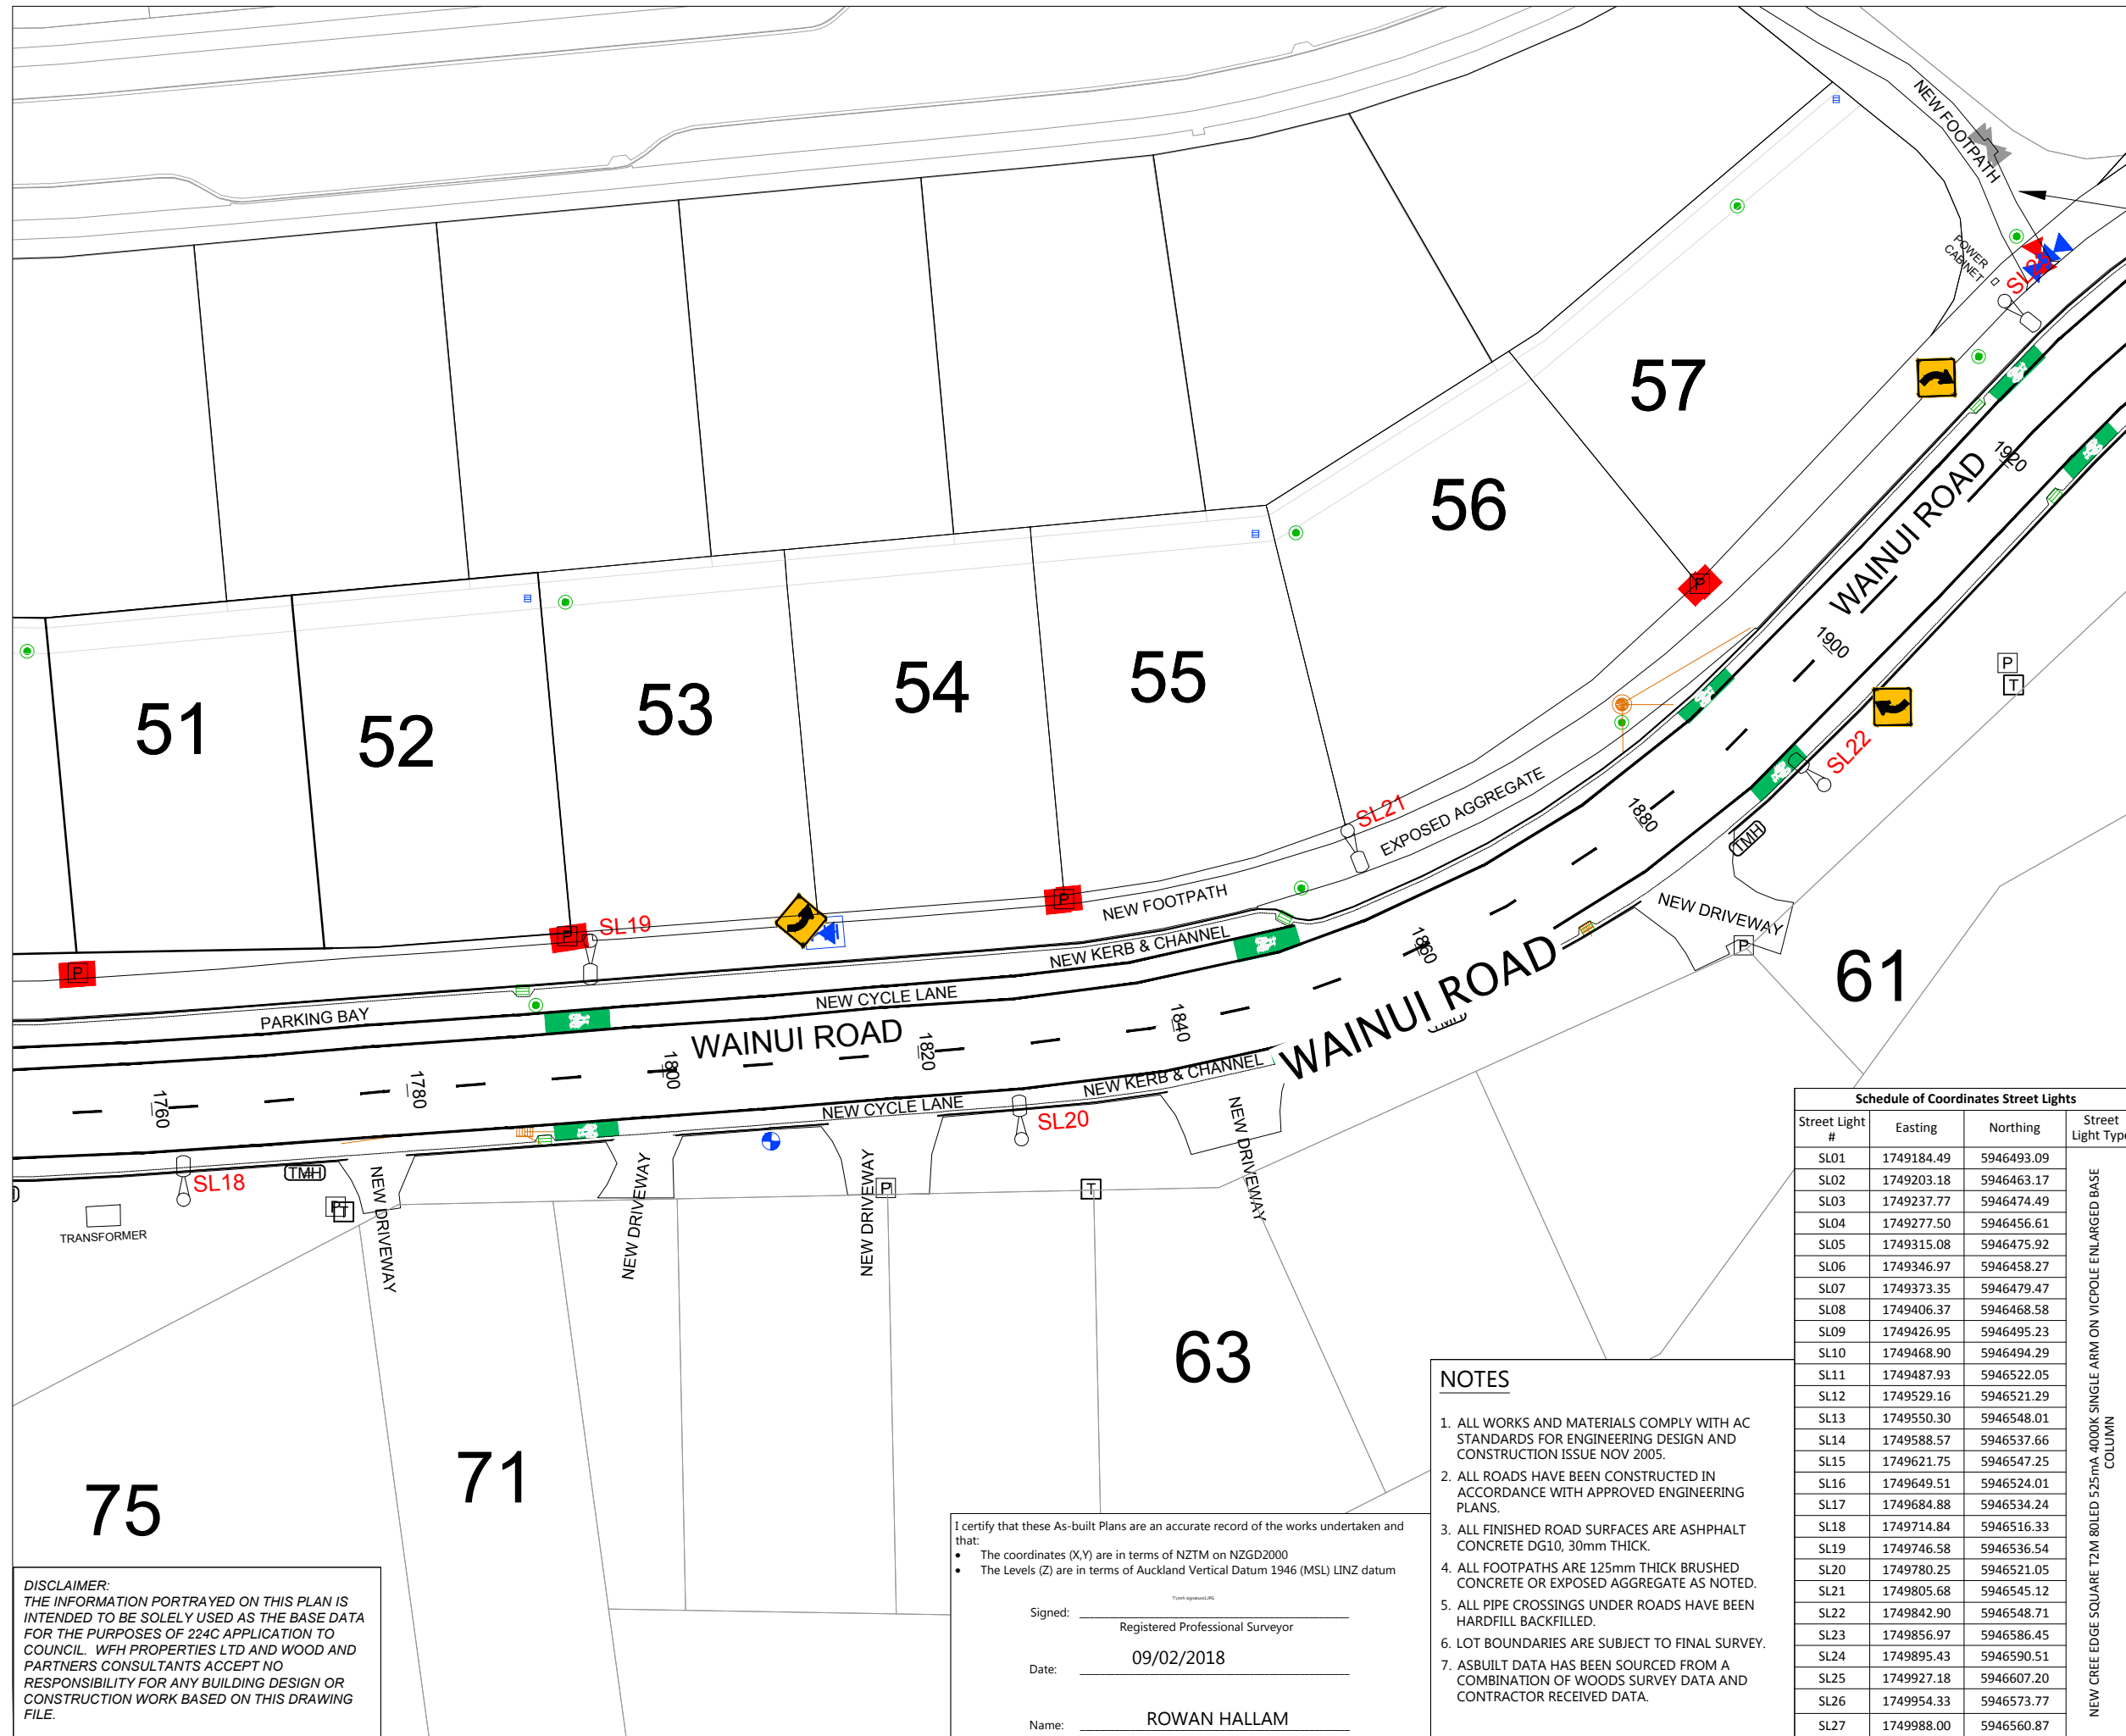 NEW FOOTPATH
POWER
CABINET
57
56
1920
WAINUI ROAD
1900
P
P
T
51
52
53
54
55
SL21
EXPOSED AGGREGATE
SL22
1880
TMH
NEW DRIVEWAY
P
61
P
P
SL19
P
NEW FOOTPATH
NEW KERB & CHANNEL
1860
WAINUI ROAD
PARKING BAY
NEW CYCLE LANE
WAINUI ROAD
1760
1780
1800
1820
1840
NEW KERB & CHANNEL
NEW CYCLE LANE
SL20
SL18
TMH
P
T
P
T
TRANSFORMER
NEW DRIVEWAY
NEW DRIVEWAY
NEW DRIVEWAY
NEW DRIVEWAY
75
71
63
DISCLAIMER:
THE INFORMATION PORTRAYED ON THIS PLAN IS
INTENDED TO BE SOLELY USED AS THE BASE DATA
FOR THE PURPOSES OF 224C APPLICATION TO
COUNCIL. WFH PROPERTIES LTD AND WOOD AND
PARTNERS CONSULTANTS ACCEPT NO
RESPONSIBILITY FOR ANY BUILDING DESIGN OR
CONSTRUCTION WORK BASED ON THIS DRAWING
FILE.
I certify that these As-built Plans are an accurate record of the works undertaken and
that:
• The coordinates (X,Y) are in terms of NZTM on NZGD2000
• The Levels (Z) are in terms of Auckland Vertical Datum 1946 (MSL) LINZ datum
Signed:
Registered Professional Surveyor
Date: 09/02/2018
Name: ROWAN HALLAM
NOTES
1. ALL WORKS AND MATERIALS COMPLY WITH AC
STANDARDS FOR ENGINEERING DESIGN AND
CONSTRUCTION ISSUE NOV 2005.
2. ALL ROADS HAVE BEEN CONSTRUCTED IN
ACCORDANCE WITH APPROVED ENGINEERING
PLANS.
3. ALL FINISHED ROAD SURFACES ARE ASHPHALT
CONCRETE DG10, 30mm THICK.
4. ALL FOOTPATHS ARE 125mm THICK BRUSHED
CONCRETE OR EXPOSED AGGREGATE AS NOTED.
5. ALL PIPE CROSSINGS UNDER ROADS HAVE BEEN
HARDFILL BACKFILLED.
6. LOT BOUNDARIES ARE SUBJECT TO FINAL SURVEY.
7. ASBUILT DATA HAS BEEN SOURCED FROM A
COMBINATION OF WOODS SURVEY DATA AND
CONTRACTOR RECEIVED DATA.
Schedule of Coordinates Street Lights
Street Light # Easting Northing Street Light Type
SL01 1749184.49 5946493.09
SL02 1749203.18 5946463.17
SL03 1749237.77 5946474.49
SL04 1749277.50 5946456.61
SL05 1749315.08 5946475.92
SL06 1749346.97 5946458.27
SL07 1749373.35 5946479.47
SL08 1749406.37 5946468.58
SL09 1749426.95 5946495.23
SL10 1749468.90 5946494.29
SL11 1749487.93 5946522.05
SL12 1749529.16 5946521.29
SL13 1749550.30 5946548.01
SL14 1749588.57 5946537.66
SL15 1749621.75 5946547.25
SL16 1749649.51 5946524.01
SL17 1749684.88 5946534.24
SL18 1749714.84 5946516.33
SL19 1749746.58 5946536.54
SL20 1749780.25 5946521.05
SL21 1749805.68 5946545.12
SL22 1749842.90 5946548.71
SL23 1749856.97 5946586.45
SL24 1749895.43 5946590.51
SL25 1749927.18 5946607.20
SL26 1749954.33 5946573.77
SL27 1749988.00 5946560.87
NEW CREE EDGE SQUARE T2M 80LED 525mA 4000K SINGLE ARM ON VICPOLE ENLARGED BASE
COLUMN